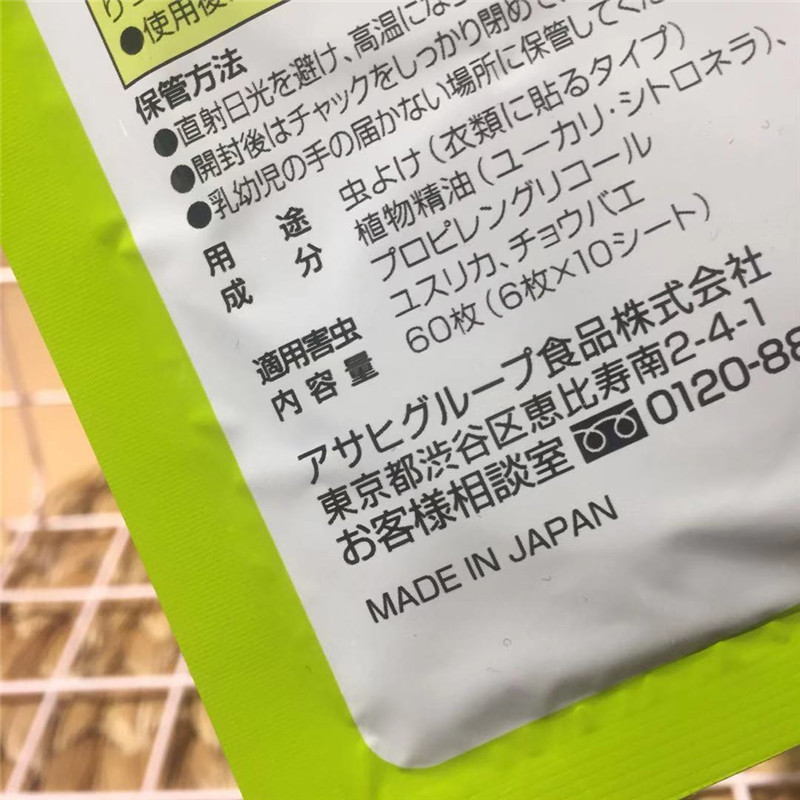 ●使用後
保管方法
●直射日光を避け、高温にな
●開封後はチャックをしっかり閉めて
●乳幼児の手の届かない場所に保管してくだ
用途 虫よけ(衣類に貼るタイプ)
成分 植物精油(ユーカリ・シトロネラ)、
プロピレングリコール
適用害虫 ユスリカ、チョウバエ
内容量 60枚(6枚×10シート)
アサヒグループ食品株式会社
東京都渋谷区恵比寿南2-4-1
お客様相談室 0120-88
MADE IN JAPAN